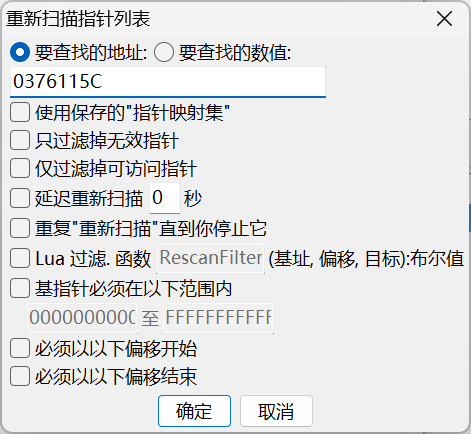 重新扫描指针列表
要查找的地址: 要查找的数值:
0376115C
使用保存的"指针映射集"
只过滤掉无效指针
仅过滤掉可访问指针
延迟重新扫描 0 秒
重复"重新扫描"直到你停止它
Lua 过滤. 函数 RescanFilter (基址, 偏移, 目标):布尔值
基指针必须在以下范围内
0000000000 至 FFFFFFFFFFF
必须以以下偏移开始
必须以以下偏移结束
确定 取消